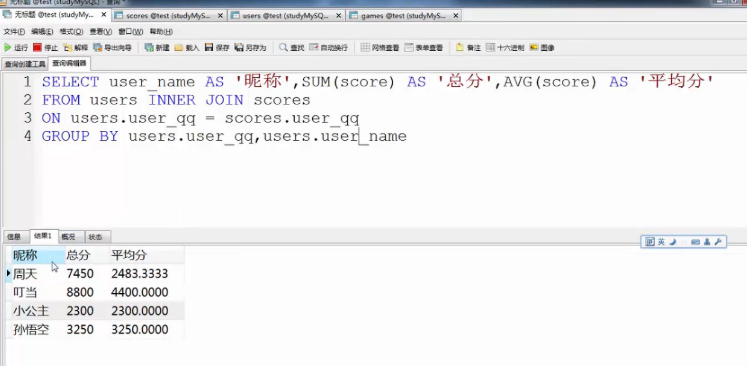 无标题 @test (studyMySQL) - 查询 *
无标题 @test (studyMy... scores @test (studyMyS... users @test (studyMySQ... games @test (studyMyS...
文件(F) 编辑(E) 格式(O) 查看(V) 窗口(W) 帮助(H)
运行 停止 解释 导出向导 新建 载入 保存 另存为 查找 自动换行 网格查看 表单查看 备注 十六进制 图像
查询创建工具 查询编辑器
1 SELECT user_name AS '昵称',SUM(score) AS '总分',AVG(score) AS '平均分'
2 FROM users INNER JOIN scores
3 ON users.user_qq = scores.user_qq
4 GROUP BY users.user_qq,users.user_name
信息 结果1 概况 状态
英
昵称 总分 平均分
周天 7450 2483.3333
叮当 8800 4400.0000
小公主 2300 2300.0000
孙悟空 3250 3250.0000